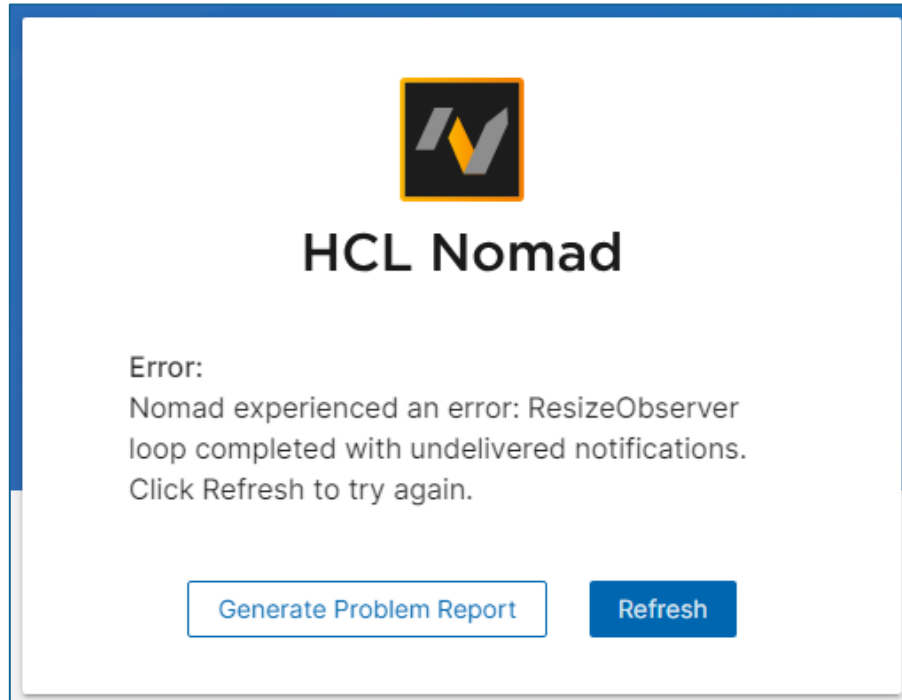 HCL Nomad
Error:
Nomad experienced an error: ResizeObserver
loop completed with undelivered notifications.
Click Refresh to try again.
Generate Problem Report
Refresh